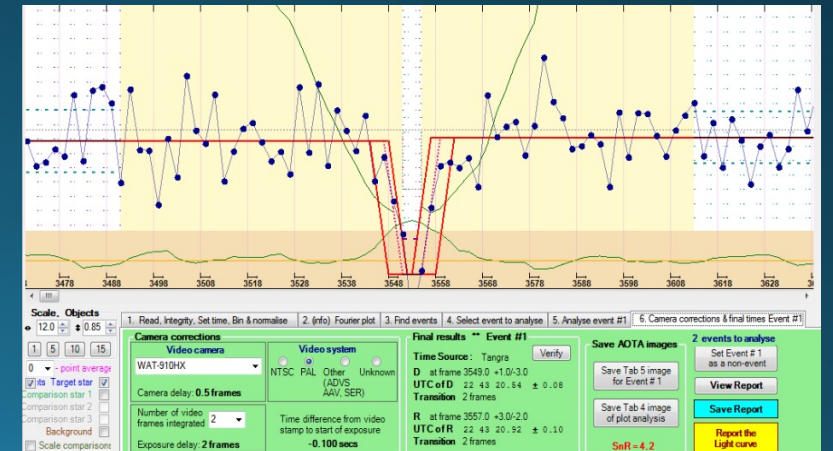 3478 3488 3498 3508 3518 3528 3538 3548 3558 3568 3578 3588 3598 3608 3618 3628
Scale, Objects
12.0 0.85
1 5 10 15
0 - point average
Target star
Comparison star 1
Comparison star 2
Comparison star 3
Background
Scale comparisons
1. Read, Integrity, Set time, Bin & normalise 2. (info) Fourier plot 3. Find events 4. Select event to analyse 5. Analyse event #1 6. Camera corrections & final times Event #1
Camera corrections
Video camera
WAT-910HX
Camera delay: 0.5 frames
Number of video
frames integrated 2
Exposure delay: 2 frames
Video system
NTSC PAL Other Unknown
(ADVS
AAV, SER)
Time difference from video
stamp to start of exposure
-0.100 secs
Final results ** Event #1
Time Source: Tangra Verify
D at frame 3549.0 +1.0/-3.0
UTC of D 22 43 20.54 ± 0.08
Transition 2 frames
R at frame 3557.0 +3.0/-2.0
UTC of R 22 43 20.92 ± 0.10
Transition 2 frames
Save AOTA images
Save Tab 5 image
for Event # 1
Save Tab 4 image
of plot analysis
SnR = 4.2
2 events to analyse
Set Event # 1
as a non-event
View Report
Save Report
Report the
Light curve